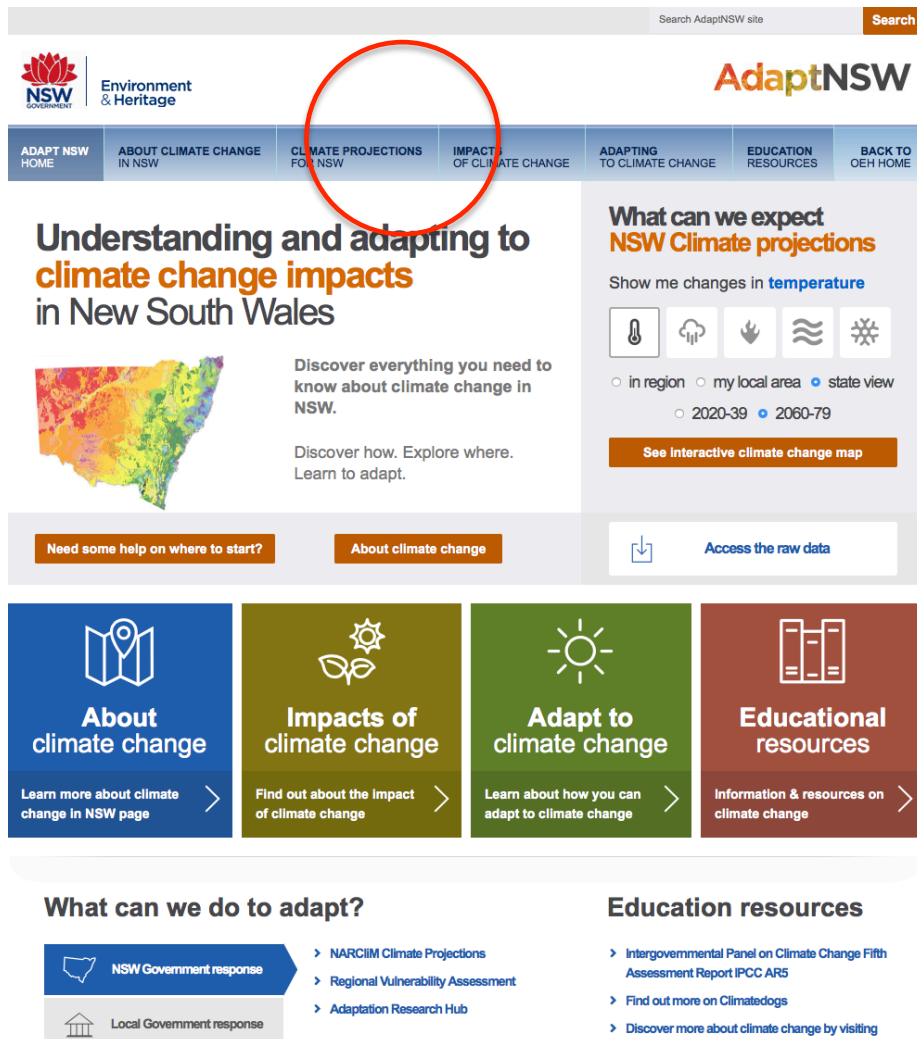 Search AdaptNSW site
Search
NSW
GOVERNMENT
Environment
& Heritage
AdaptNSW
ADAPT NSW
HOME
ABOUT CLIMATE CHANGE
IN NSW
CLIMATE PROJECTIONS
FOR NSW
IMPACTS
OF CLIMATE CHANGE
ADAPTING
TO CLIMATE CHANGE
EDUCATION
RESOURCES
BACK TO
OEH HOME
Understanding and adapting to
climate change impacts
in New South Wales
Discover everything you need to
know about climate change in
NSW.
Discover how. Explore where.
Learn to adapt.
What can we expect
NSW Climate projections
Show me changes in temperature
in region my local area state view
2020-39 2060-79
See interactive climate change map
Need some help on where to start?
About climate change
Access the raw data
About
climate change
Learn more about climate
change in NSW page
Impacts of
climate change
Find out about the impact
of climate change
Adapt to
climate change
Learn about how you can
adapt to climate change
Educational
resources
Information & resources on
climate change
What can we do to adapt?
NSW Government response
Local Government response
NARCliM Climate Projections
Regional Vulnerability Assessment
Adaptation Research Hub
Education resources
Intergovernmental Panel on Climate Change Fifth
Assessment Report IPCC AR5
Find out more on Climatedogs
Discover more about climate change by visiting